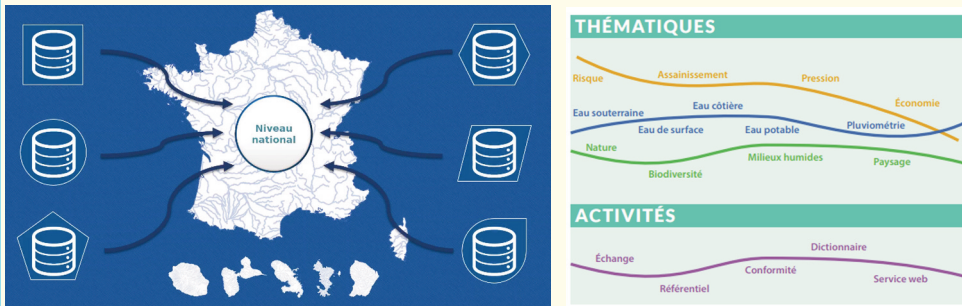 Niveau
national
THÉMATIQUES
Risque
Assainissement
Pression
Économie
Eau souterraine
Eau de surface
Eau côtière
Eau potable
Pluviométrie
Nature
Biodiversité
Milieux humides
Paysage
ACTIVITÉS
Échange
Référentiel
Conformité
Dictionnaire
Service web